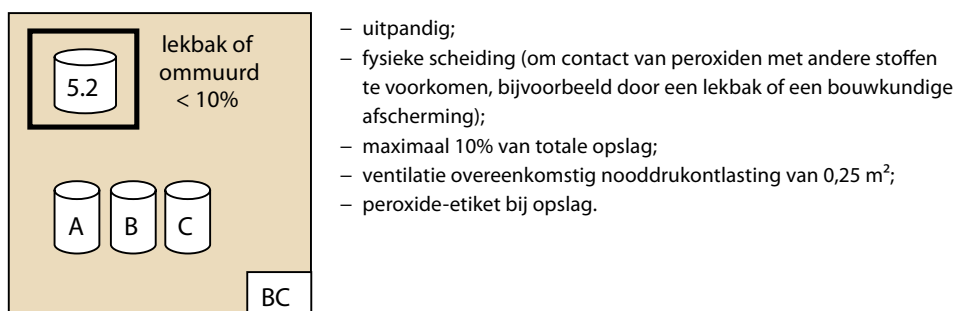 lekbak of
ommuurd
< 10%
5.2
A B C
BC
– uitpandig;
– fysieke scheiding (om contact van peroxiden met andere stoffen
te voorkomen, bijvoorbeeld door een lekbak of een bouwkundige
afscherming);
– maximaal 10% van totale opslag;
– ventilatie overeenkomstig nooddrukontlasting van 0,25 m²;
– peroxide-etiket bij opslag.